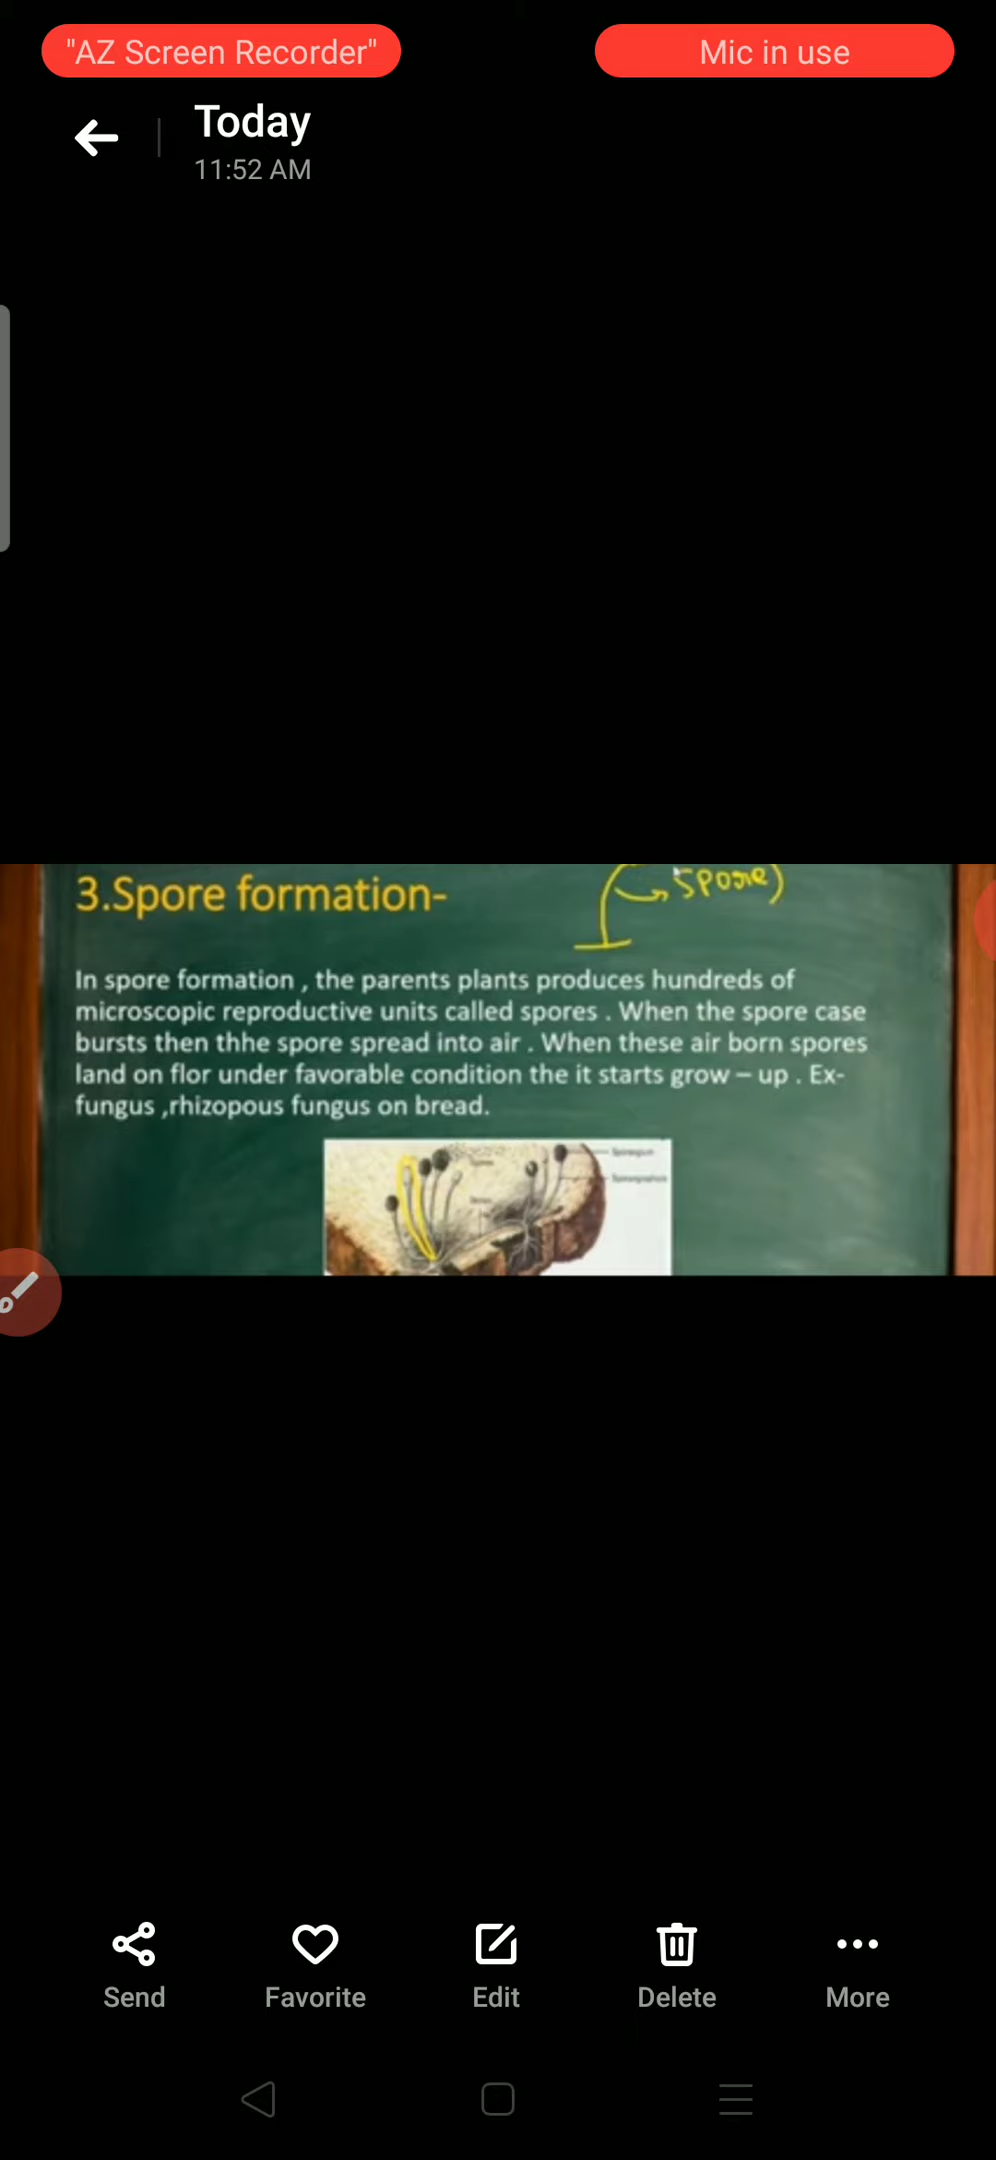 "AZ Screen Recorder"
Mic in use
Today
11:52 AM
3.Spore formation-
Spore)
In spore formation , the parents plants produces hundreds of
microscopic reproductive units called spores . When the spore case
bursts then thhe spore spread into air . When these air born spores
land on flor under favorable condition the it starts grow – up . Ex-
fungus ,rhizopous fungus on bread.
Send
Favorite
Edit
Delete
More